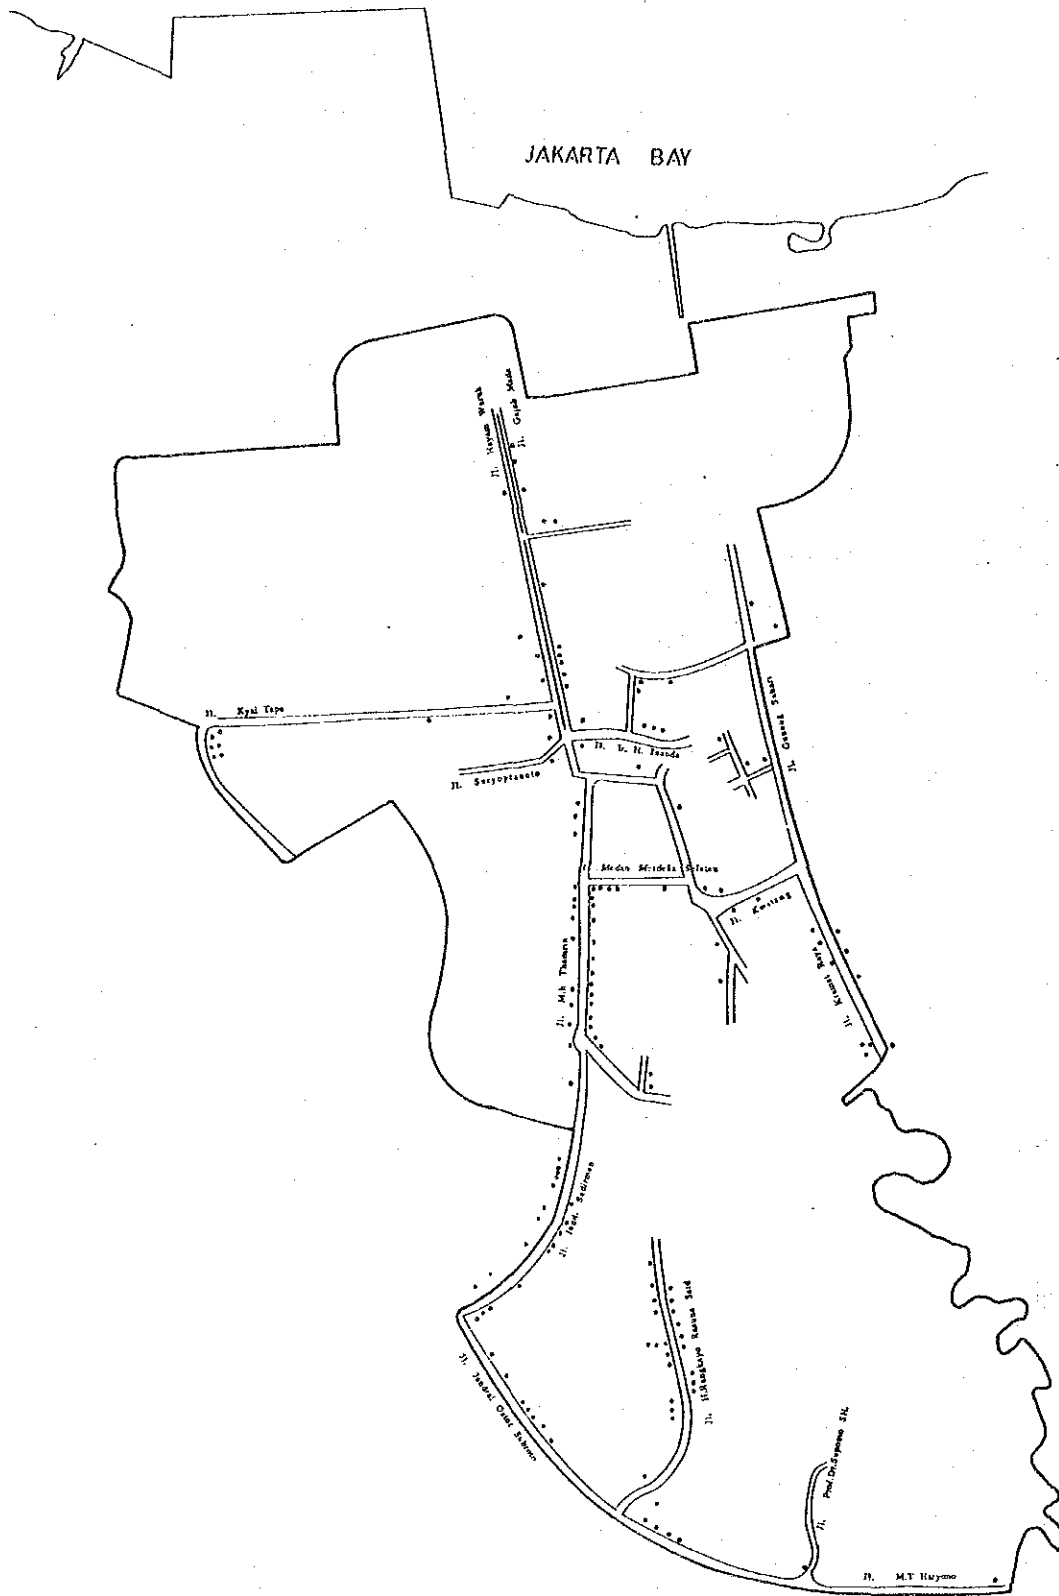 JAKARTA BAY
Jl. Hayam Wuruk
Jl. Gajah Mada
Jl. Kyai Tapa
Jl. Suryopranoto
Jl. Ir. H. Juanda
Jl. Gunung Sahari
Jl. Medan Merdeka Selatan
Jl. Kwitang
Jl. M.h Thamrin
Jl. Kramat Raya
Jl. Jend. Sudirman
Jl. H.Rangkayo Rasuna Said
Jl. Jendral Gatot Subroto
Jl. Prof.Dr.Supomo SH.
Jl. M.T Haryono